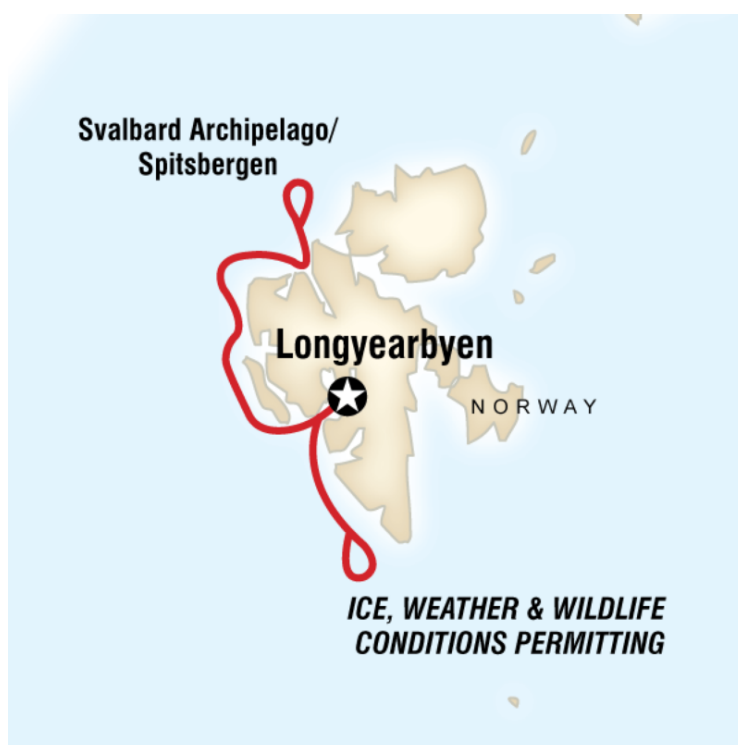 Svalbard Archipelago/
Spitsbergen
Longyearbyen
NORWAY
ICE, WEATHER & WILDLIFE
CONDITIONS PERMITTING